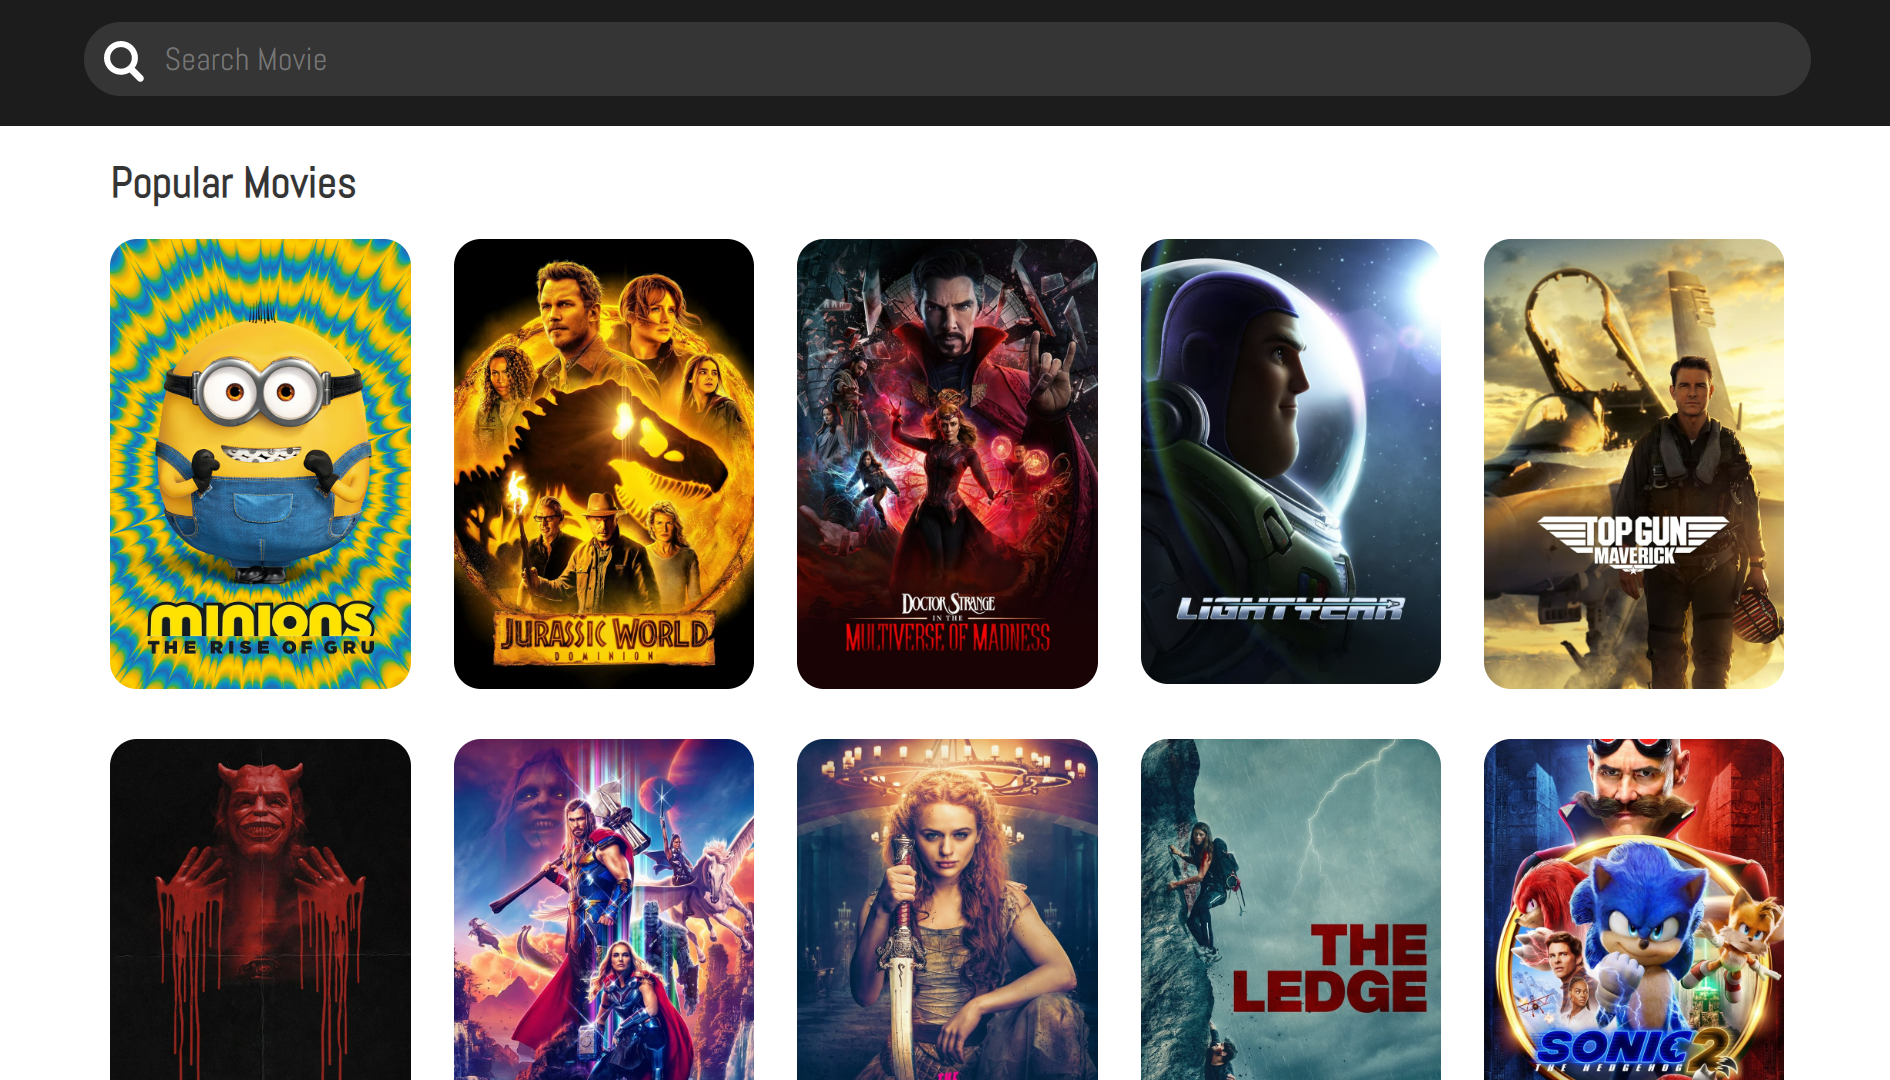 Search Movie
Popular Movies
MINIONS
THE RISE OF GRU
JURASSIC WORLD
DOMINION
DOCTOR STRANGE
IN THE
MULTIVERSE OF MADNESS
LIGHTYEAR
TOP GUN
MAVERICK
THE
THE
LEDGE
SONIC 2
THE HEDGEHOG